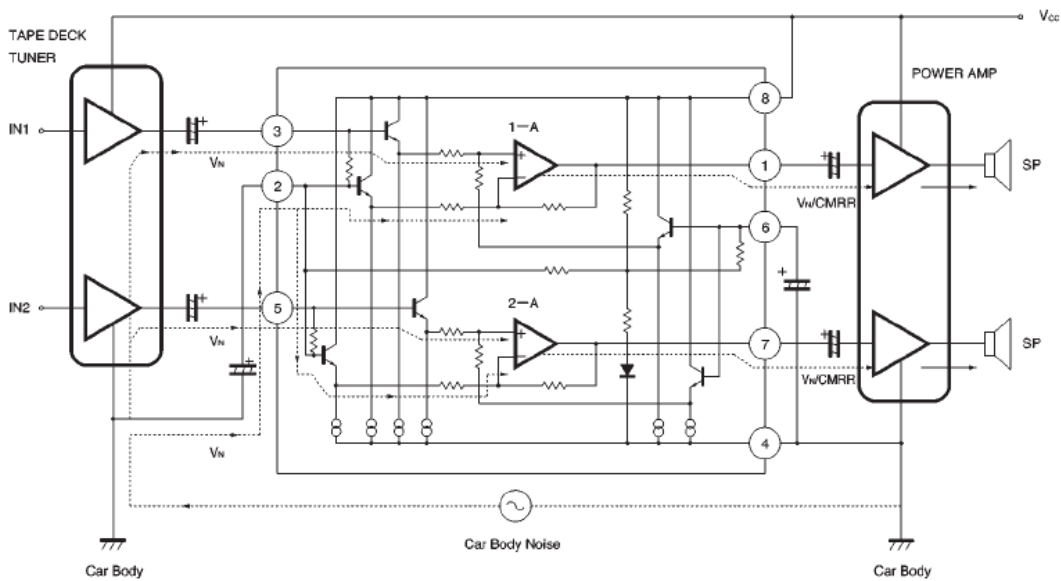 Vcc
TAPE DECK
TUNER
POWER AMP
8
IN1
3
1-A
+
-
1
SP
VN
2
VN/CMRR
6
IN2
5
2-A
+
-
7
SP
VN
VN/CMRR
4
VN
Car Body Noise
Car Body
Car Body